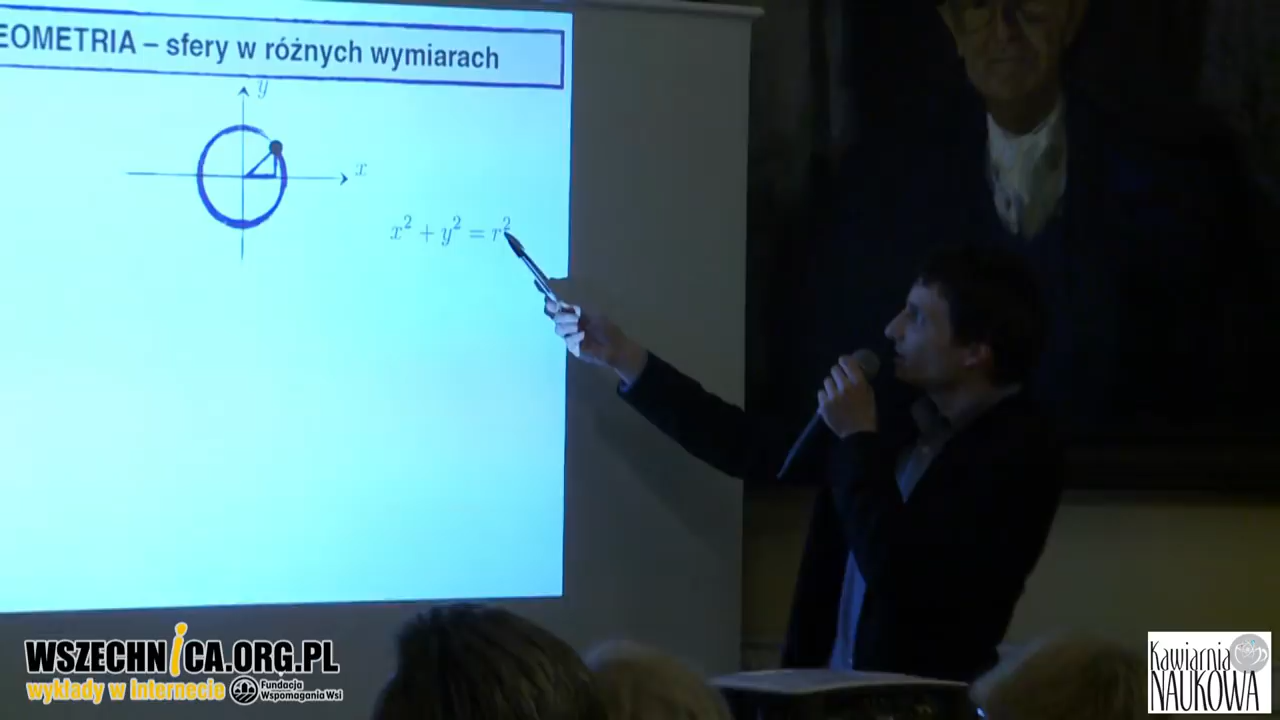 EOMETRIA – sfery w różnych wymiarach
y
x
x² + y² = r²
WSZECHNiCA.ORG.PL
wykłady w internecie
Fundacja
Wspomagania Wsi
Kawiarnia
NAUKOWA